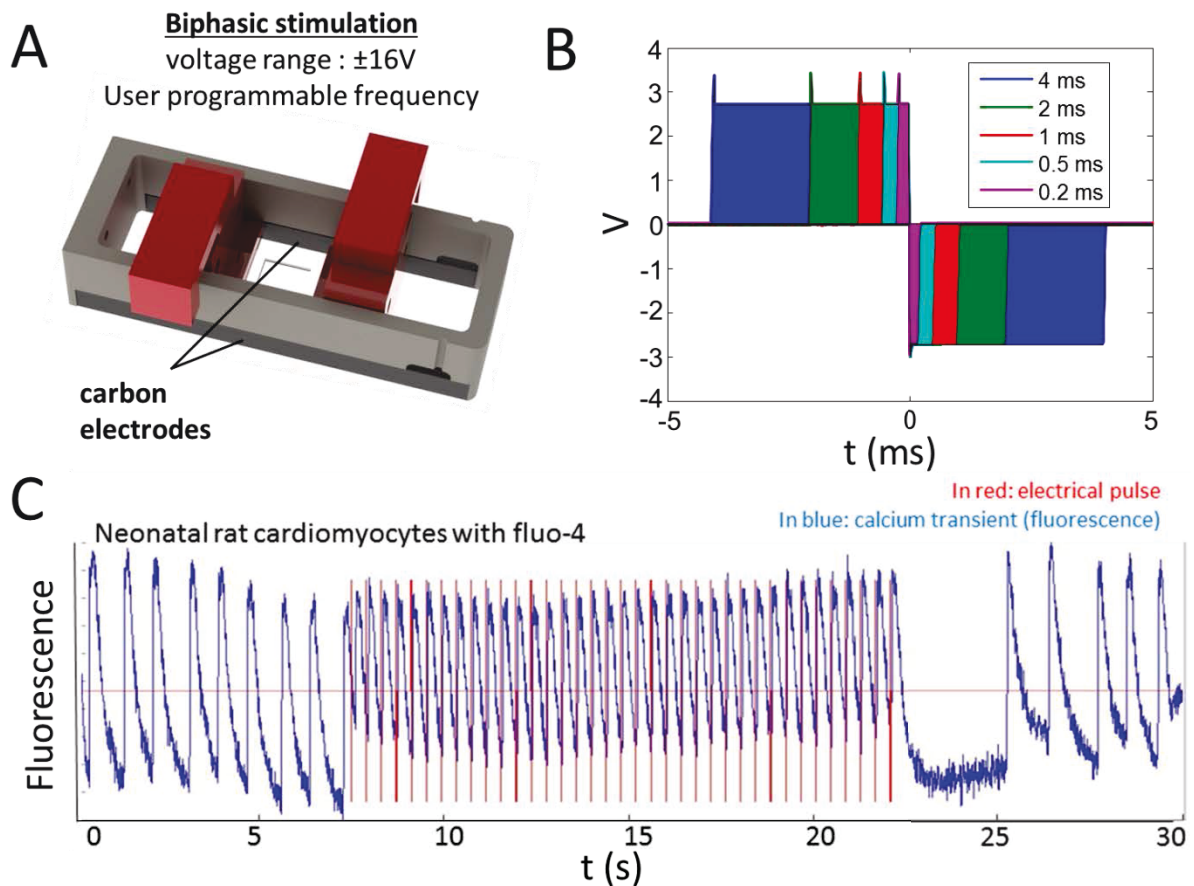 A
Biphasic stimulation
voltage range : ±16V
User programmable frequency
carbon
electrodes
B
4
3
2
1
0
-1
-2
-3
-4
V
4 ms
2 ms
1 ms
0.5 ms
0.2 ms
-5
0
5
t (ms)
C
In red: electrical pulse
In blue: calcium transient (fluorescence)
Neonatal rat cardiomyocytes with fluo-4
Fluorescence
0
5
10
15
20
25
30
t (s)